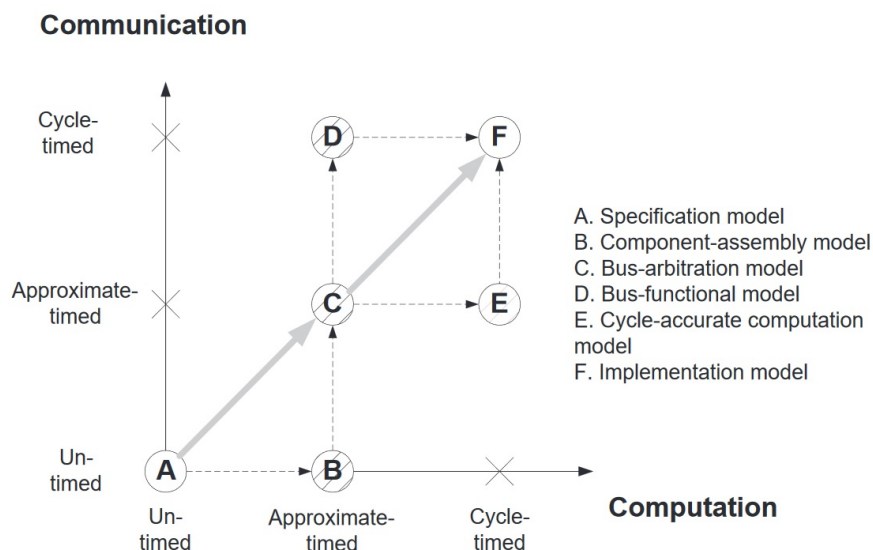 Communication
Cycle-
timed
D
F
A. Specification model
B. Component-assembly model
C. Bus-arbitration model
D. Bus-functional model
E. Cycle-accurate computation
model
F. Implementation model
Approximate-
timed
C
E
Un-
timed
A
B
Computation
Un-
timed
Approximate-
timed
Cycle-
timed